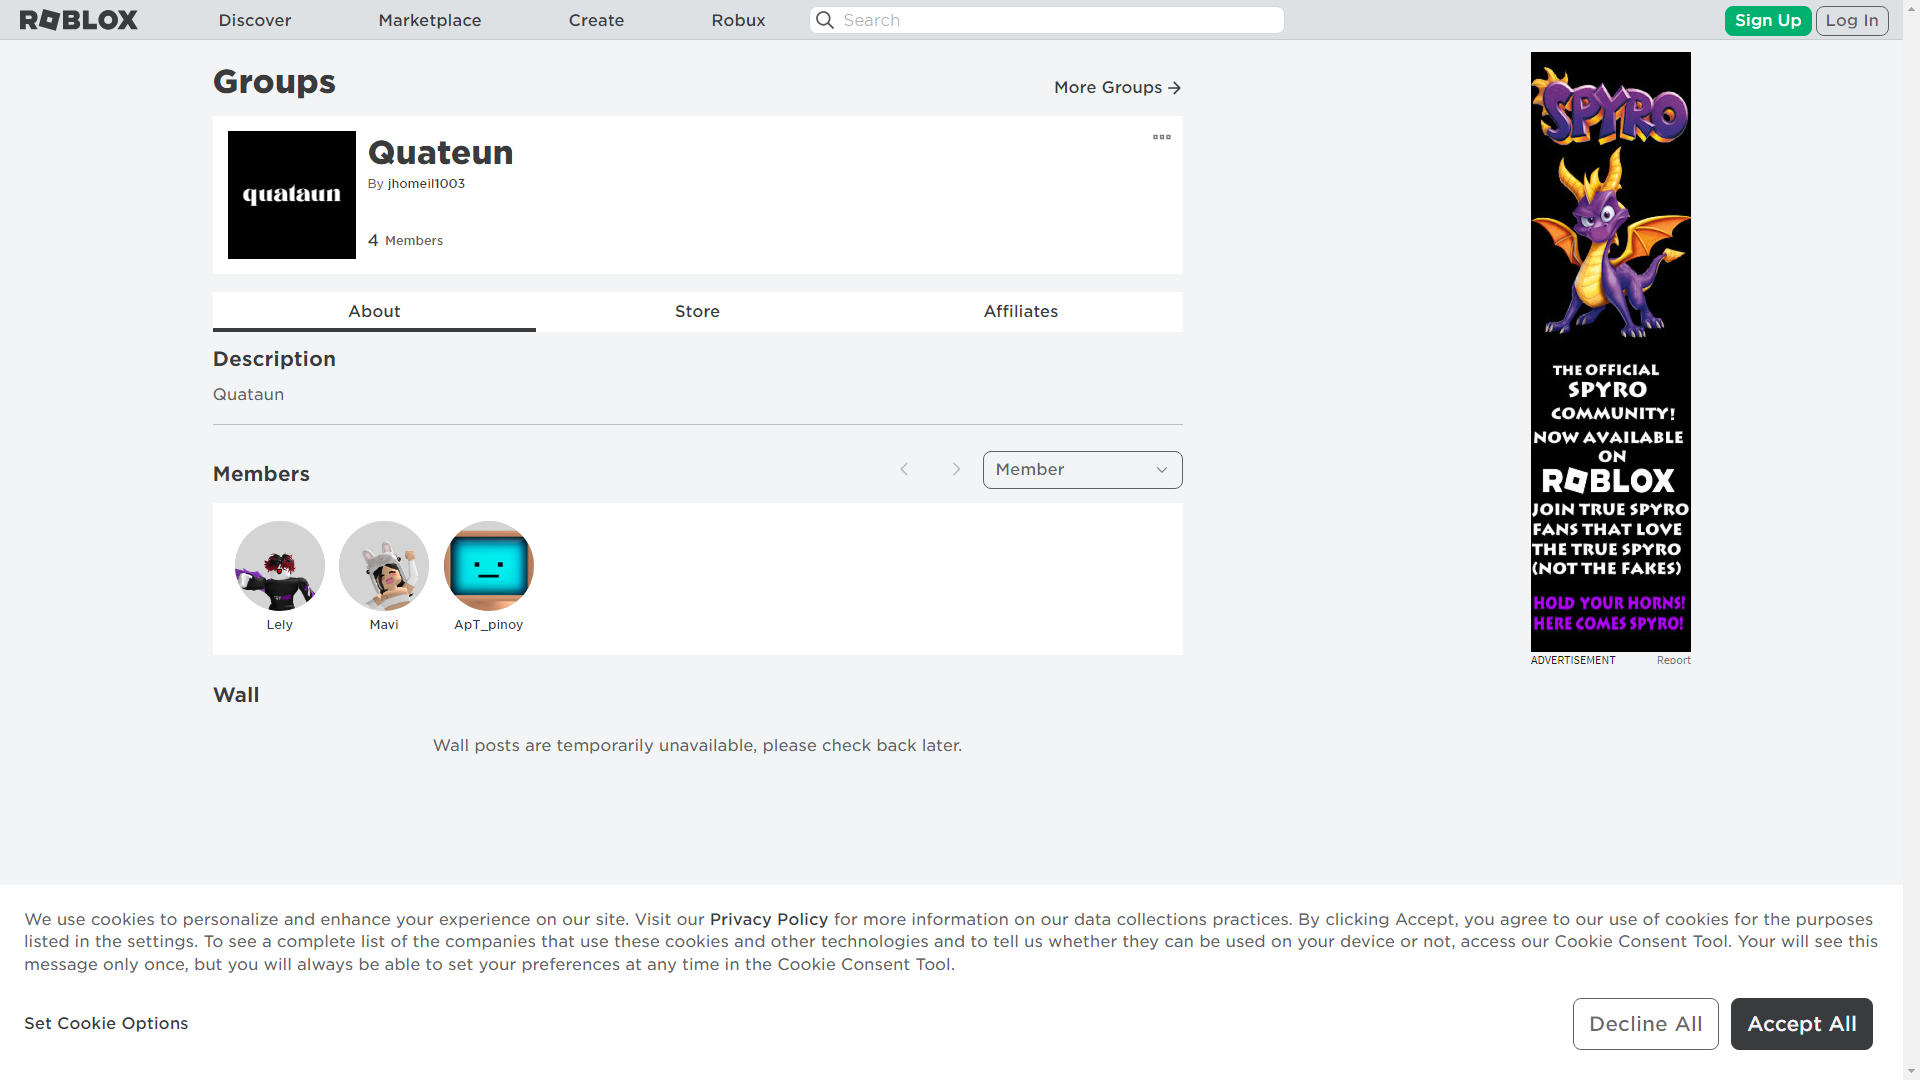 ROBLOX
Discover
Marketplace
Create
Robux
Search
Sign Up
Log In
Groups
More Groups
quataun
Quateun
By jhomeil1003
4 Members
About
Store
Affiliates
Description
Quataun
Members
Member
Lely
Mavi
ApT_pinoy
Wall
Wall posts are temporarily unavailable, please check back later.
SPYRO
THE OFFICIAL
SPYRO
COMMUNITY!
NOW AVAILABLE
ON
ROBLOX
JOIN TRUE SPYRO
FANS THAT LOVE
THE TRUE SPYRO
(NOT THE FAKES)
HOLD YOUR HORNS!
HERE COMES SPYRO!
ADVERTISEMENT
Report
We use cookies to personalize and enhance your experience on our site. Visit our Privacy Policy for more information on our data collections practices. By clicking Accept, you agree to our use of cookies for the purposes
listed in the settings. To see a complete list of the companies that use these cookies and other technologies and to tell us whether they can be used on your device or not, access our Cookie Consent Tool. Your will see this
message only once, but you will always be able to set your preferences at any time in the Cookie Consent Tool.
Set Cookie Options
Decline All
Accept All